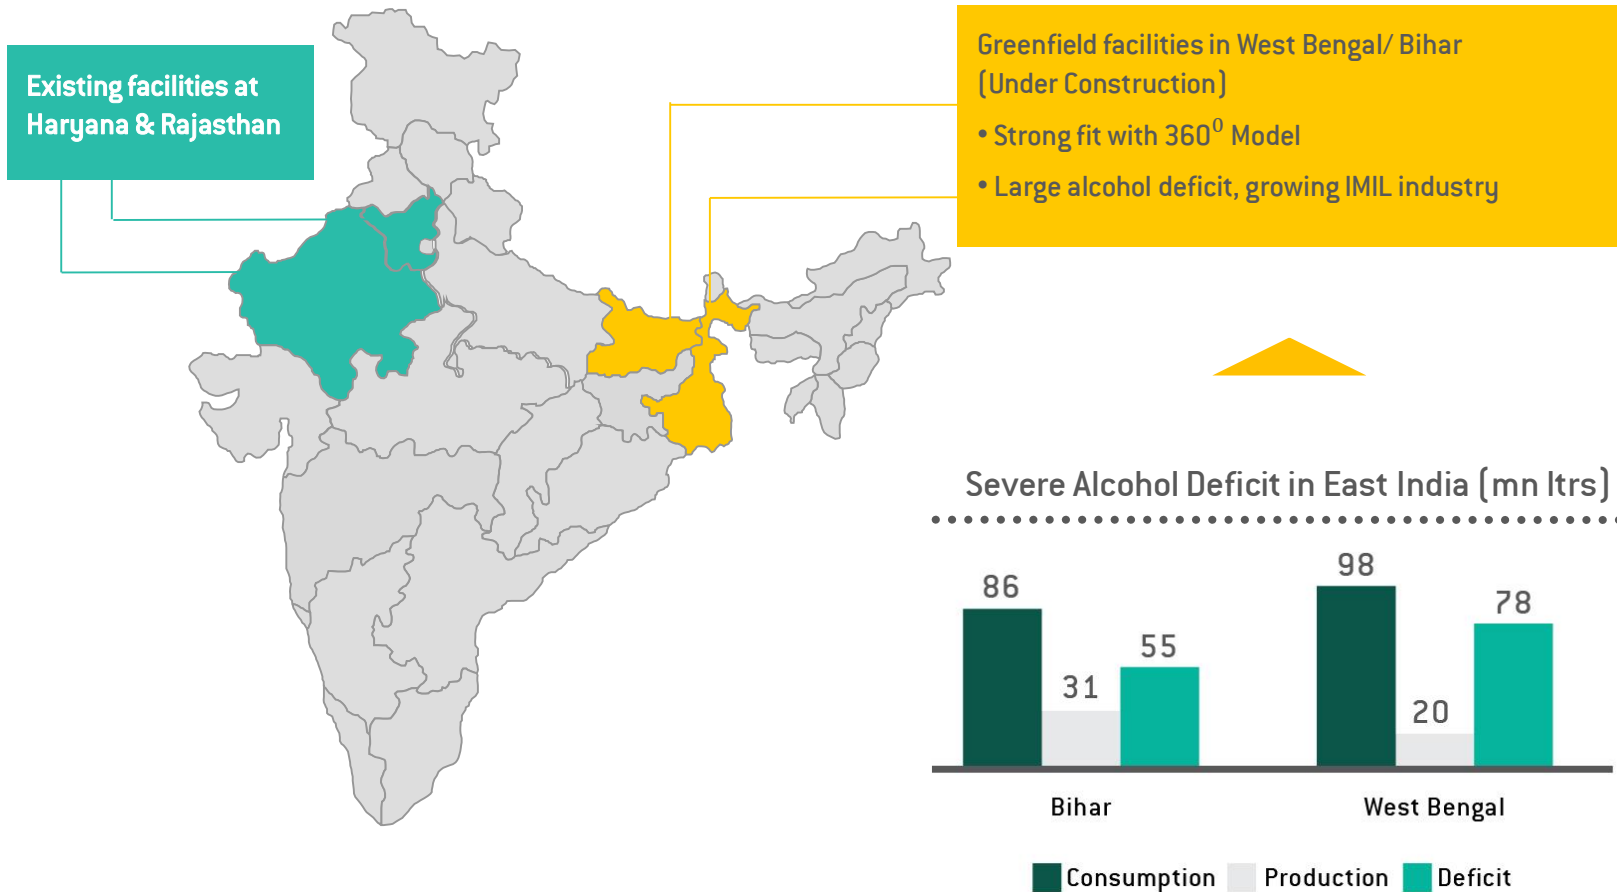 Existing facilities at
Haryana & Rajasthan
Greenfield facilities in West Bengal/ Bihar
(Under Construction)
• Strong fit with 360⁰ Model
• Large alcohol deficit, growing IMIL industry
Severe Alcohol Deficit in East India (mn ltrs)
86
31
55
98
20
78
Bihar
West Bengal
Consumption
Production
Deficit